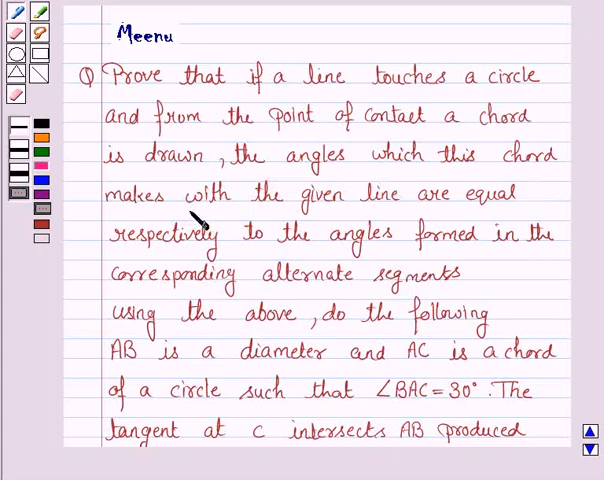 Meenu
Q Prove that if a line touches a circle
and from the point of contact a chord
is drawn, the angles which this chord
makes with the given line are equal
respectively to the angles formed in the
corresponding alternate segments
using the above, do the following
AB is a diameter and AC is a chord
of a circle such that ∠BAC = 30°. The
tangent at C intersects AB produced